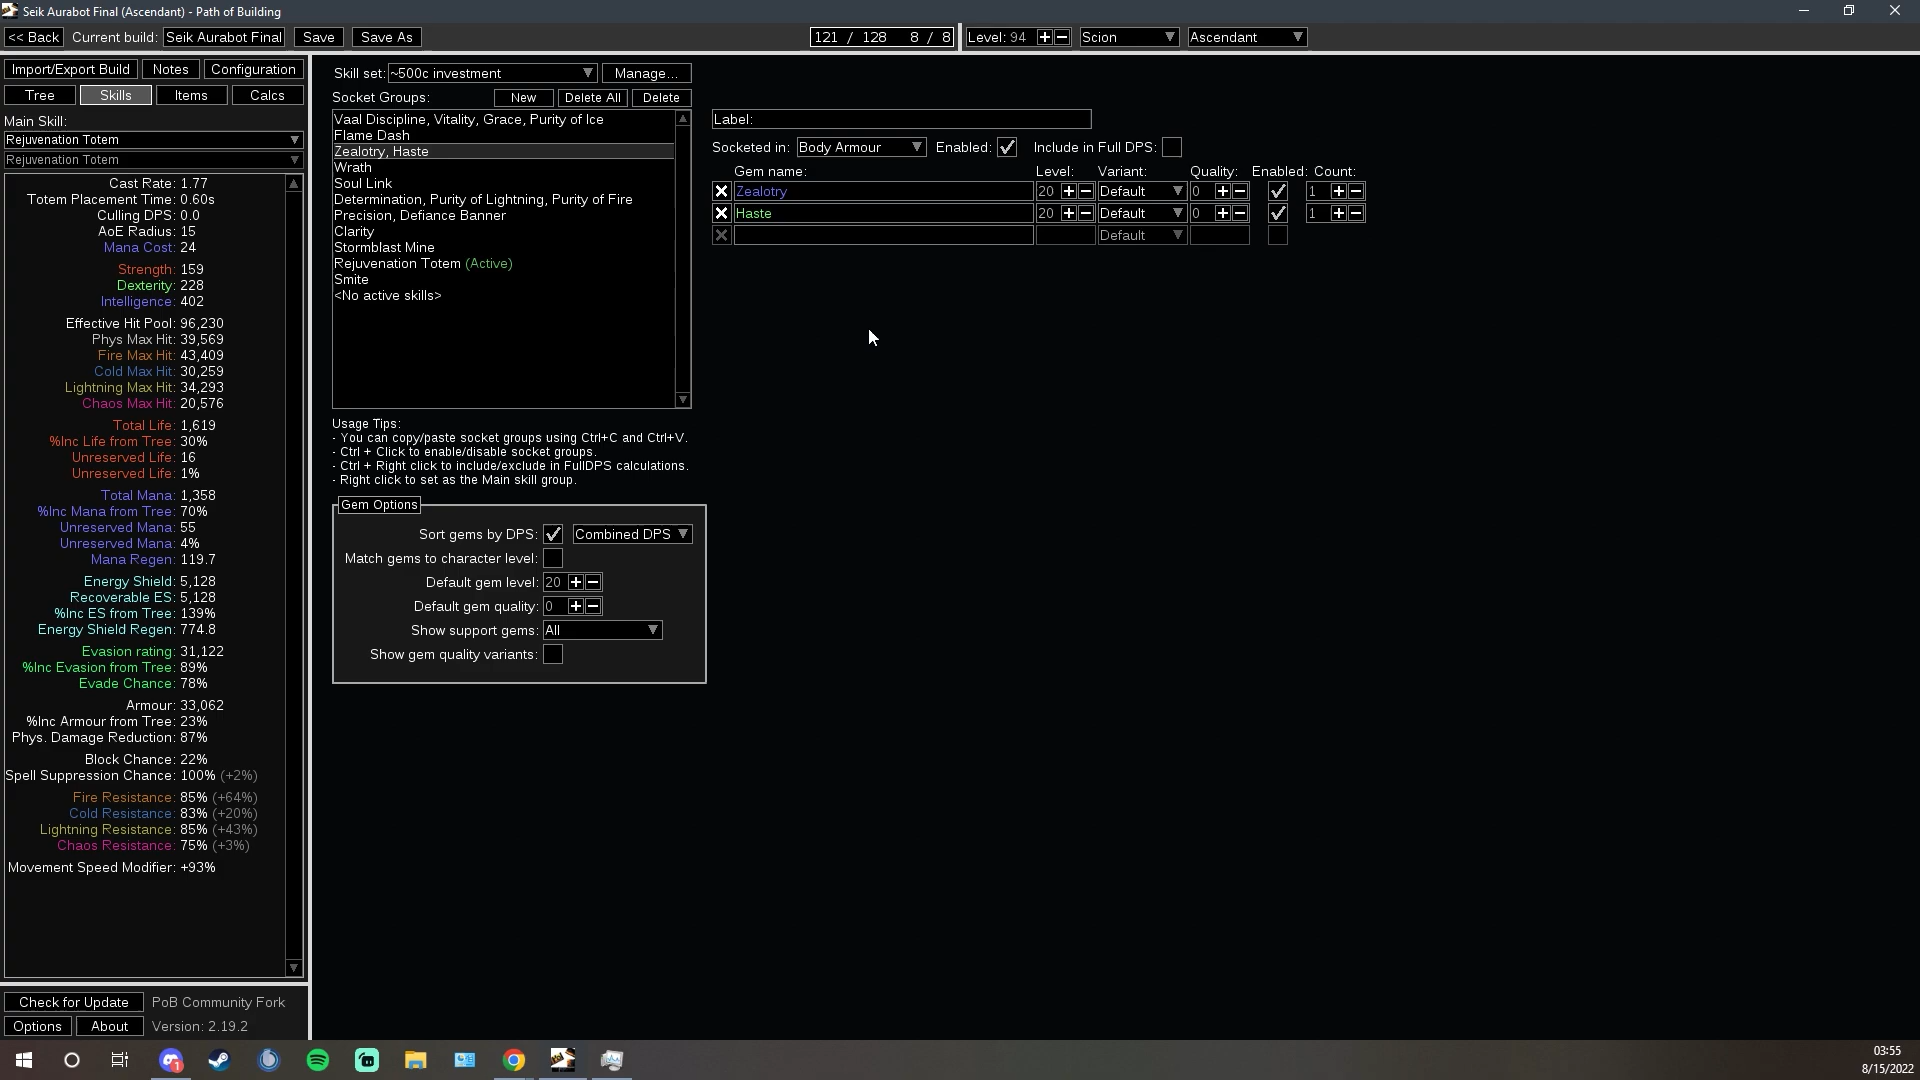 Seik Aurabot Final (Ascendant) - Path of Building
<< Back Current build: Seik Aurabot Final Save Save As 121 / 128 8 / 8 Level: 94 Scion Ascendant
Import/Export Build Notes Configuration
Tree Skills Items Calcs
Main Skill:
Rejuvenation Totem
Rejuvenation Totem
Cast Rate: 1.77
Totem Placement Time: 0.60s
Culling DPS: 0.0
AoE Radius: 15
Mana Cost: 24
Strength: 159
Dexterity: 228
Intelligence: 402
Effective Hit Pool: 96,230
Phys Max Hit: 39,569
Fire Max Hit: 43,409
Cold Max Hit: 30,259
Lightning Max Hit: 34,293
Chaos Max Hit: 20,576
Total Life: 1,619
%Inc Life from Tree: 30%
Unreserved Life: 16
Unreserved Life: 1%
Total Mana: 1,358
%Inc Mana from Tree: 70%
Unreserved Mana: 55
Unreserved Mana: 4%
Mana Regen: 119.7
Energy Shield: 5,128
Recoverable ES: 5,128
%Inc ES from Tree: 139%
Energy Shield Regen: 774.8
Evasion rating: 31,122
%Inc Evasion from Tree: 89%
Evade Chance: 78%
Armour: 33,062
%Inc Armour from Tree: 23%
Phys. Damage Reduction: 87%
Block Chance: 22%
Spell Suppression Chance: 100% (+2%)
Fire Resistance: 85% (+64%)
Cold Resistance: 83% (+20%)
Lightning Resistance: 85% (+43%)
Chaos Resistance: 75% (+3%)
Movement Speed Modifier: +93%
Check for Update PoB Community Fork
Options About Version: 2.19.2
Skill set: ~500c investment Manage...
Socket Groups: New Delete All Delete
Vaal Discipline, Vitality, Grace, Purity of Ice
Flame Dash
Zealotry, Haste
Wrath
Soul Link
Determination, Purity of Lightning, Purity of Fire
Precision, Defiance Banner
Clarity
Stormblast Mine
Rejuvenation Totem (Active)
Smite
<No active skills>
Usage Tips:
- You can copy/paste socket groups using Ctrl+C and Ctrl+V.
- Ctrl + Click to enable/disable socket groups.
- Ctrl + Right click to include/exclude in FullDPS calculations.
- Right click to set as the Main skill group.
Gem Options
Sort gems by DPS: Combined DPS
Match gems to character level:
Default gem level: 20
Default gem quality: 0
Show support gems: All
Show gem quality variants:
Label:
Socketed in: Body Armour Enabled: Include in Full DPS:
Gem name: Level: Variant: Quality: Enabled: Count:
Zealotry 20 Default 0 1
Haste 20 Default 0 1
Default
03:55
8/15/2022